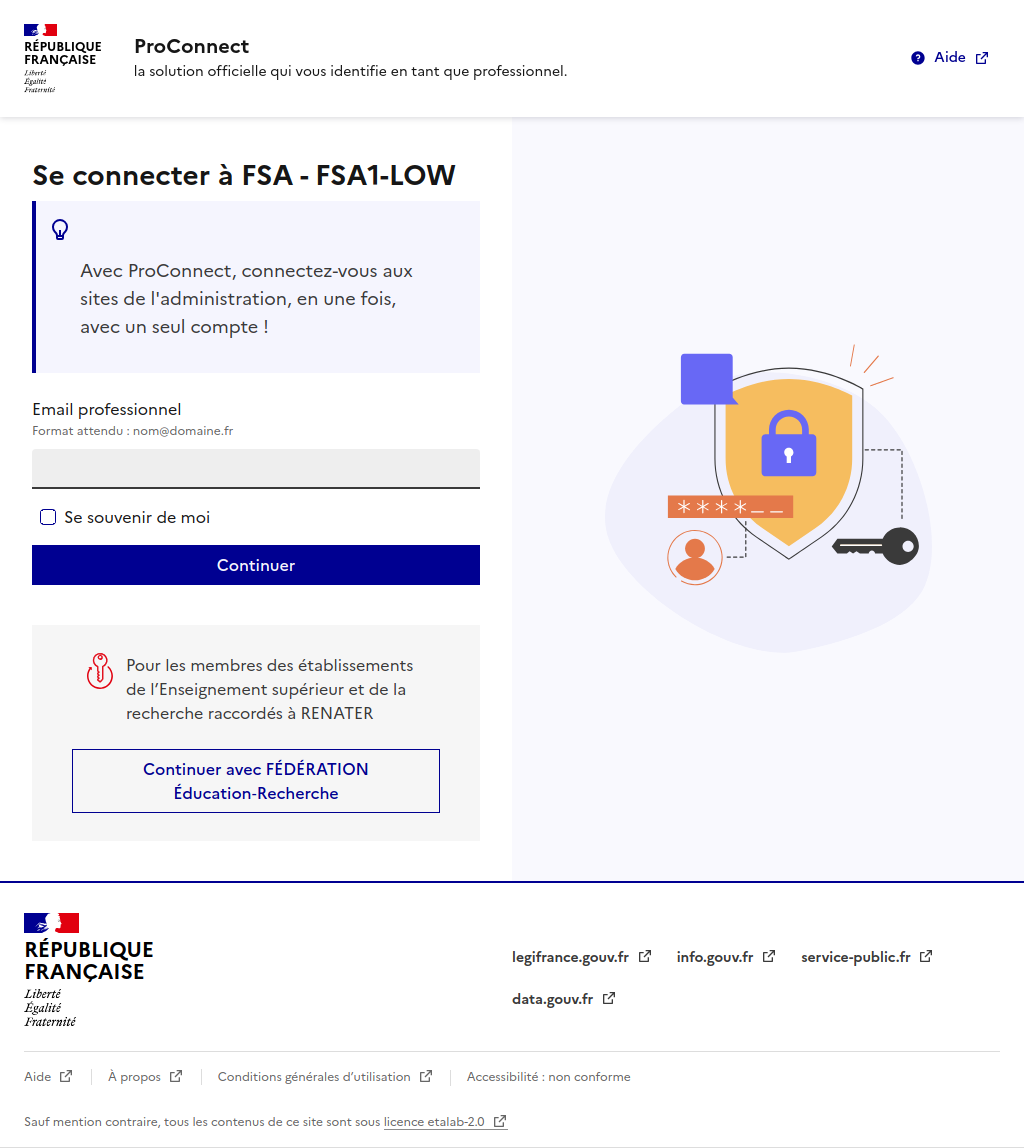 RÉPUBLIQUE
FRANÇAISE
Liberté
Égalité
Fraternité
ProConnect
la solution officielle qui vous identifie en tant que professionnel.
Aide
Se connecter à FSA - FSA1-LOW
Avec ProConnect, connectez-vous aux
sites de l'administration, en une fois,
avec un seul compte !
Email professionnel
Format attendu : nom@domaine.fr
Se souvenir de moi
Continuer
Pour les membres des établissements
de l’Enseignement supérieur et de la
recherche raccordés à RENATER
Continuer avec FÉDÉRATION
Éducation-Recherche
****__
RÉPUBLIQUE
FRANÇAISE
Liberté
Égalité
Fraternité
legifrance.gouv.fr info.gouv.fr service-public.fr
data.gouv.fr
Aide À propos Conditions générales d’utilisation Accessibilité : non conforme
Sauf mention contraire, tous les contenus de ce site sont sous licence etalab-2.0